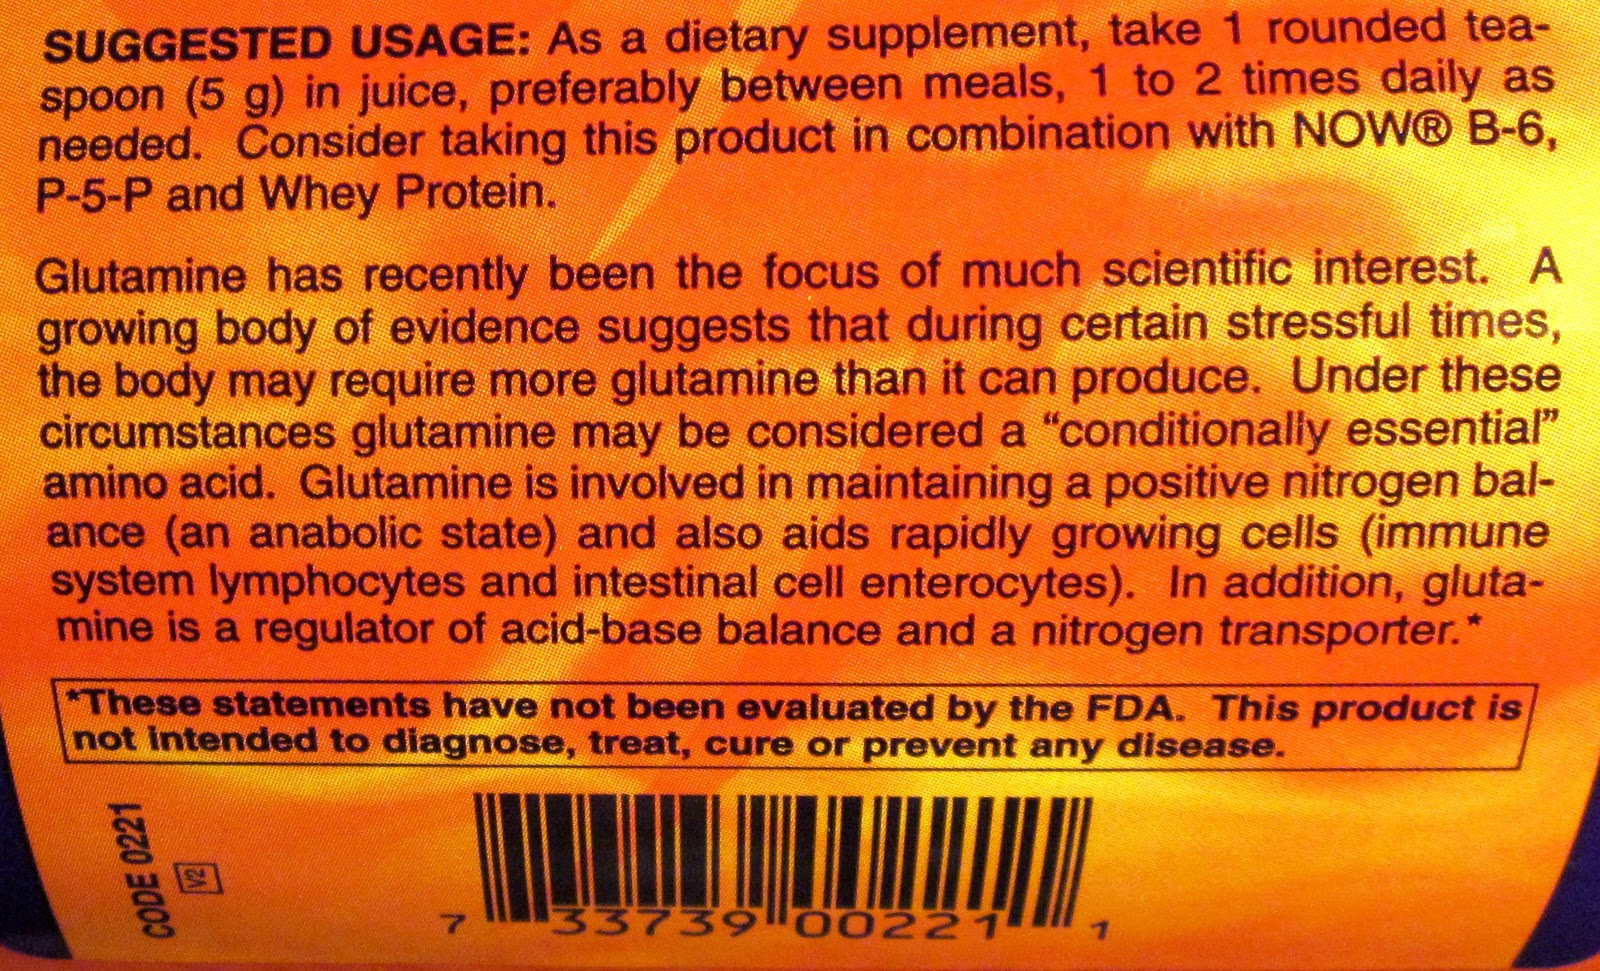 SUGGESTED USAGE: As a dietary supplement, take 1 rounded tea-
spoon (5 g) in juice, preferably between meals, 1 to 2 times daily as
needed. Consider taking this product in combination with NOW® B-6,
P-5-P and Whey Protein.
Glutamine has recently been the focus of much scientific interest. A
growing body of evidence suggests that during certain stressful times,
the body may require more glutamine than it can produce. Under these
circumstances glutamine may be considered a “conditionally essential”
amino acid. Glutamine is involved in maintaining a positive nitrogen bal-
ance (an anabolic state) and also aids rapidly growing cells (immune
system lymphocytes and intestinal cell enterocytes). In addition, gluta-
mine is a regulator of acid-base balance and a nitrogen transporter.*
*These statements have not been evaluated by the FDA. This product is
not intended to diagnose, treat, cure or prevent any disease.
CODE 0221
V2
7 33739 00221 1